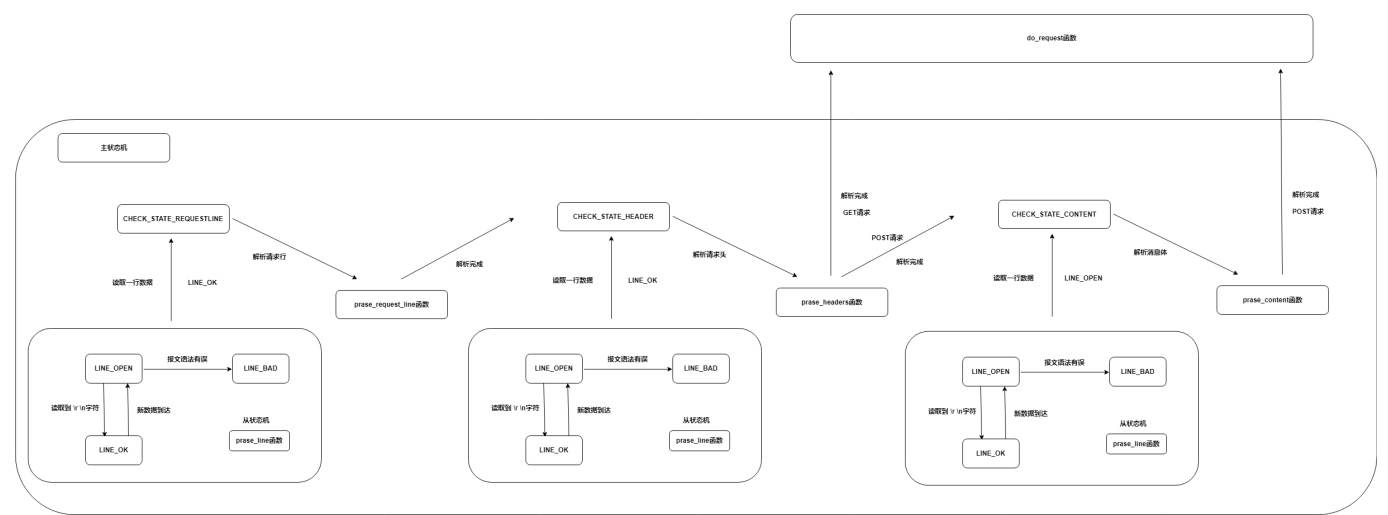 do_request函数
主状态机
解析完成
GET请求
解析完成
POST请求
CHECK_STATE_REQUESTLINE
CHECK_STATE_HEADER
CHECK_STATE_CONTENT
解析请求行
解析完成
解析请求头
POST请求
解析完成
解析消息体
读取一行数据
LINE_OK
读取一行数据
LINE_OK
读取一行数据
LINE_OPEN
prase_request_line函数
prase_headers函数
prase_content函数
LINE_OPEN
报文语法有误
LINE_BAD
读取到 \r \n字符
新数据到达
从状态机
prase_line函数
LINE_OK
LINE_OPEN
报文语法有误
LINE_BAD
读取到 \r \n字符
新数据到达
从状态机
prase_line函数
LINE_OK
LINE_OPEN
报文语法有误
LINE_BAD
读取到 \r \n字符
新数据到达
从状态机
prase_line函数
LINE_OK